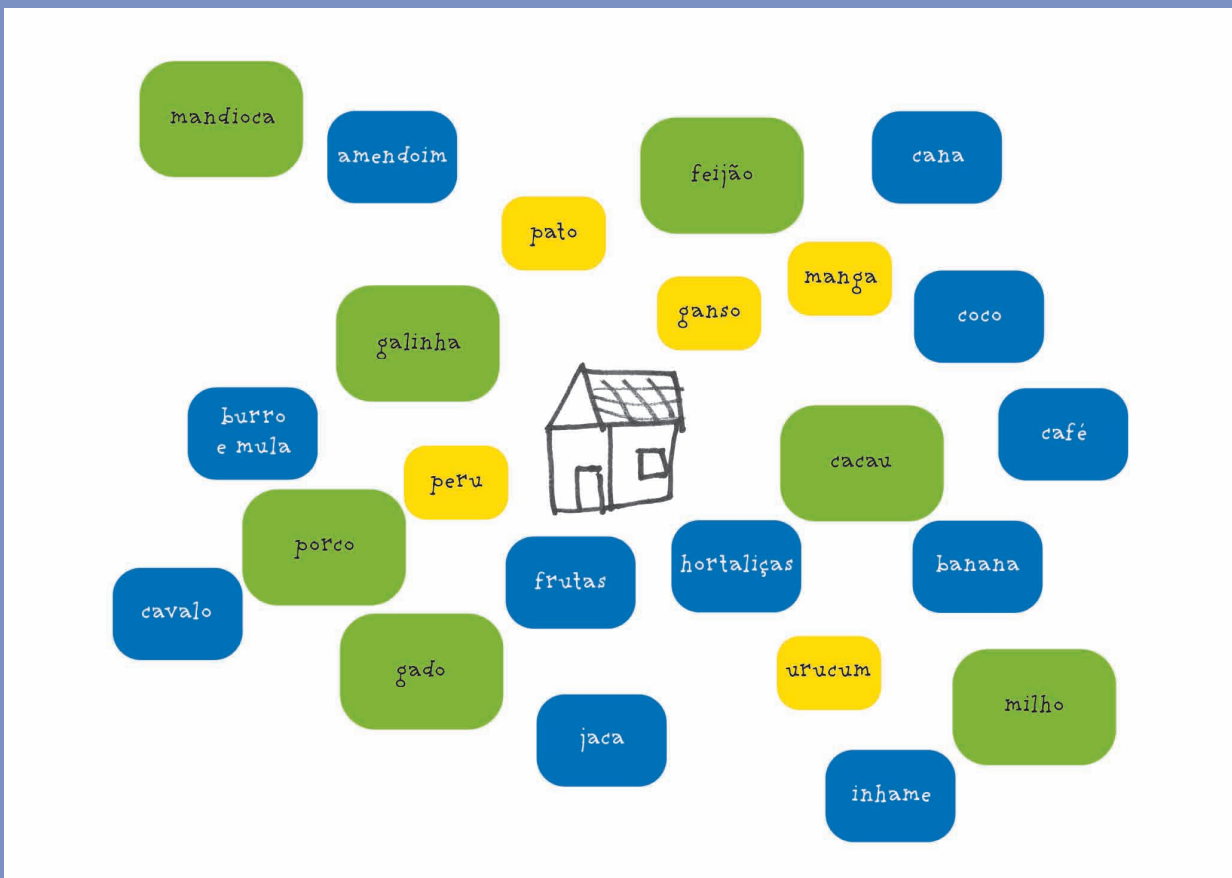 mandioca
amendoim
cana
feijão
pato
manga
ganso
coco
galinha
burro
e mula
café
cacau
peru
porco
hortaliças
banana
frutas
cavalo
gado
urucum
milho
jaca
inhame